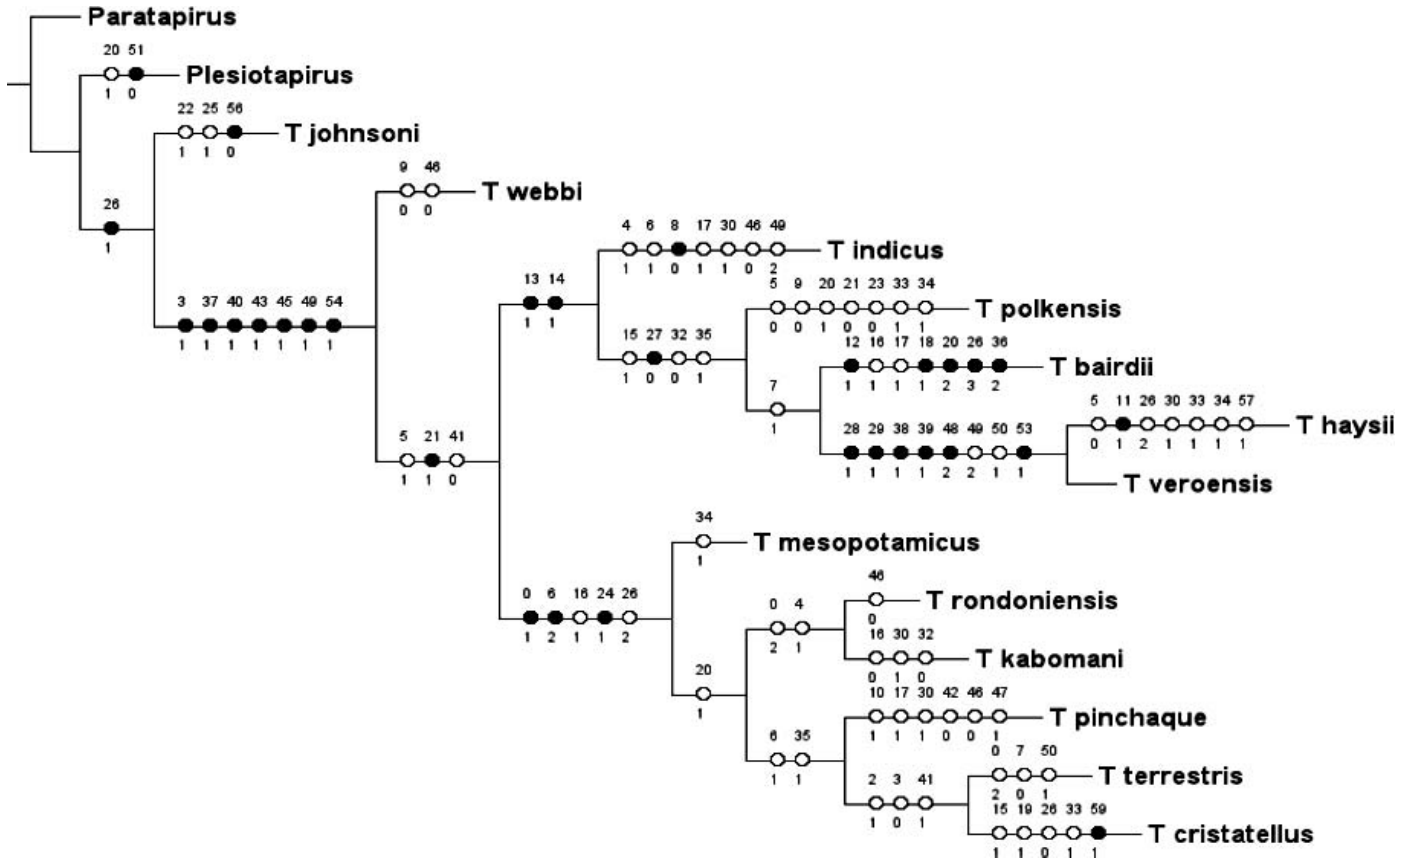 Paratapirus
20 51
Plesiotapirus
1 0
22 25 56
T johnsoni
1 1 0
9 46
T webbi
0 0
26
1
4 6 8 17 30 46 49
T indicus
1 1 0 1 1 0 2
13 14
1 1
5 9 20 21 23 33 34
T polkensis
0 0 1 0 0 1 1
3 37 40 43 45 49 54
1 1 1 1 1 1 1
15 27 32 35
1 0 0 1
12 16 17 18 20 26 36
T bairdii
1 1 1 1 2 3 2
7
1
5 11 26 30 33 34 57
T haysii
0 1 2 1 1 1 1
28 29 38 39 48 49 50 53
1 1 1 1 2 2 1 1
5 21 41
1 1 0
T veroensis
34
T mesopotamicus
1
0 6 16 24 26
1 2 1 1 2
46
T rondoniensis
0
0 4
2 1
16 30 32
T kabomani
0 1 0
20
1
10 17 30 42 46 47
T pinchaque
1 1 1 0 0 1
6 35
1 1
0 7 50
T terrestris
2 0 1
2 3 41
1 0 1
15 19 26 33 59
T cristatellus
1 1 0 1 1